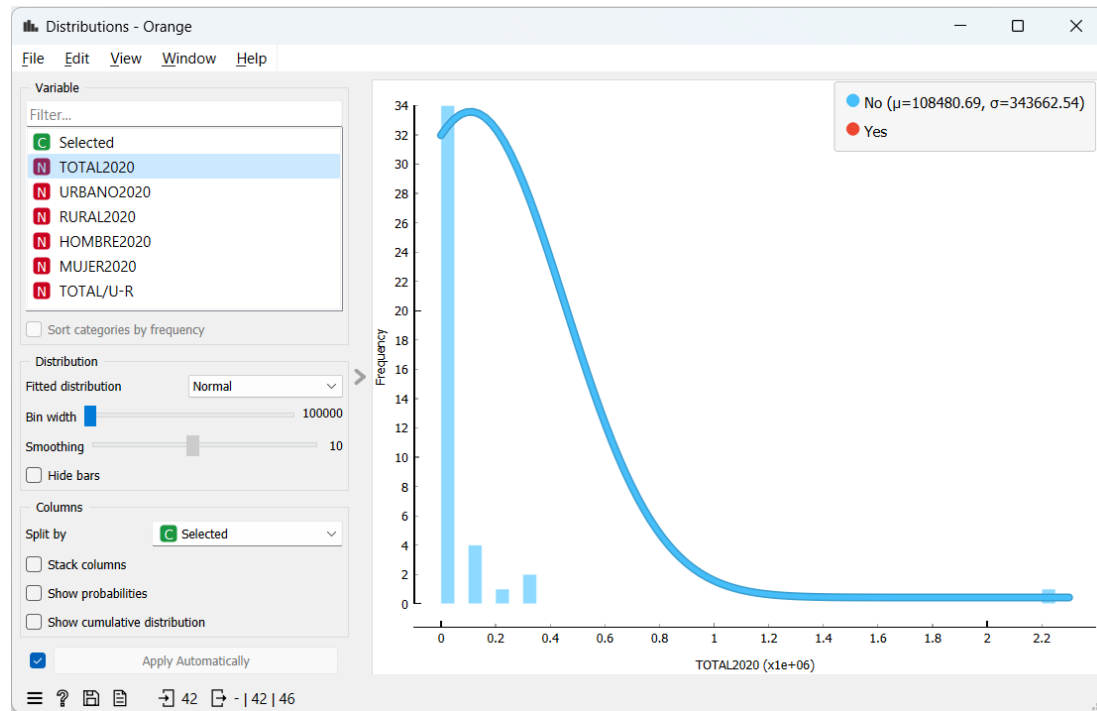 Distributions - Orange
File Edit View Window Help
Variable
Filter...
C Selected
N TOTAL2020
N URBANO2020
N RURAL2020
N HOMBRE2020
N MUJER2020
N TOTAL/U-R
Sort categories by frequency
Distribution
Fitted distribution Normal
Bin width 100000
Smoothing 10
Hide bars
Columns
Split by C Selected
Stack columns
Show probabilities
Show cumulative distribution
Apply Automatically
42 - | 42 | 46
No (μ=108480.69, σ=343662.54)
Yes
Frequency
34
32
30
28
26
24
22
20
18
16
14
12
10
8
6
4
2
0
0 0.2 0.4 0.6 0.8 1 1.2 1.4 1.6 1.8 2 2.2
TOTAL2020 (x1e+06)